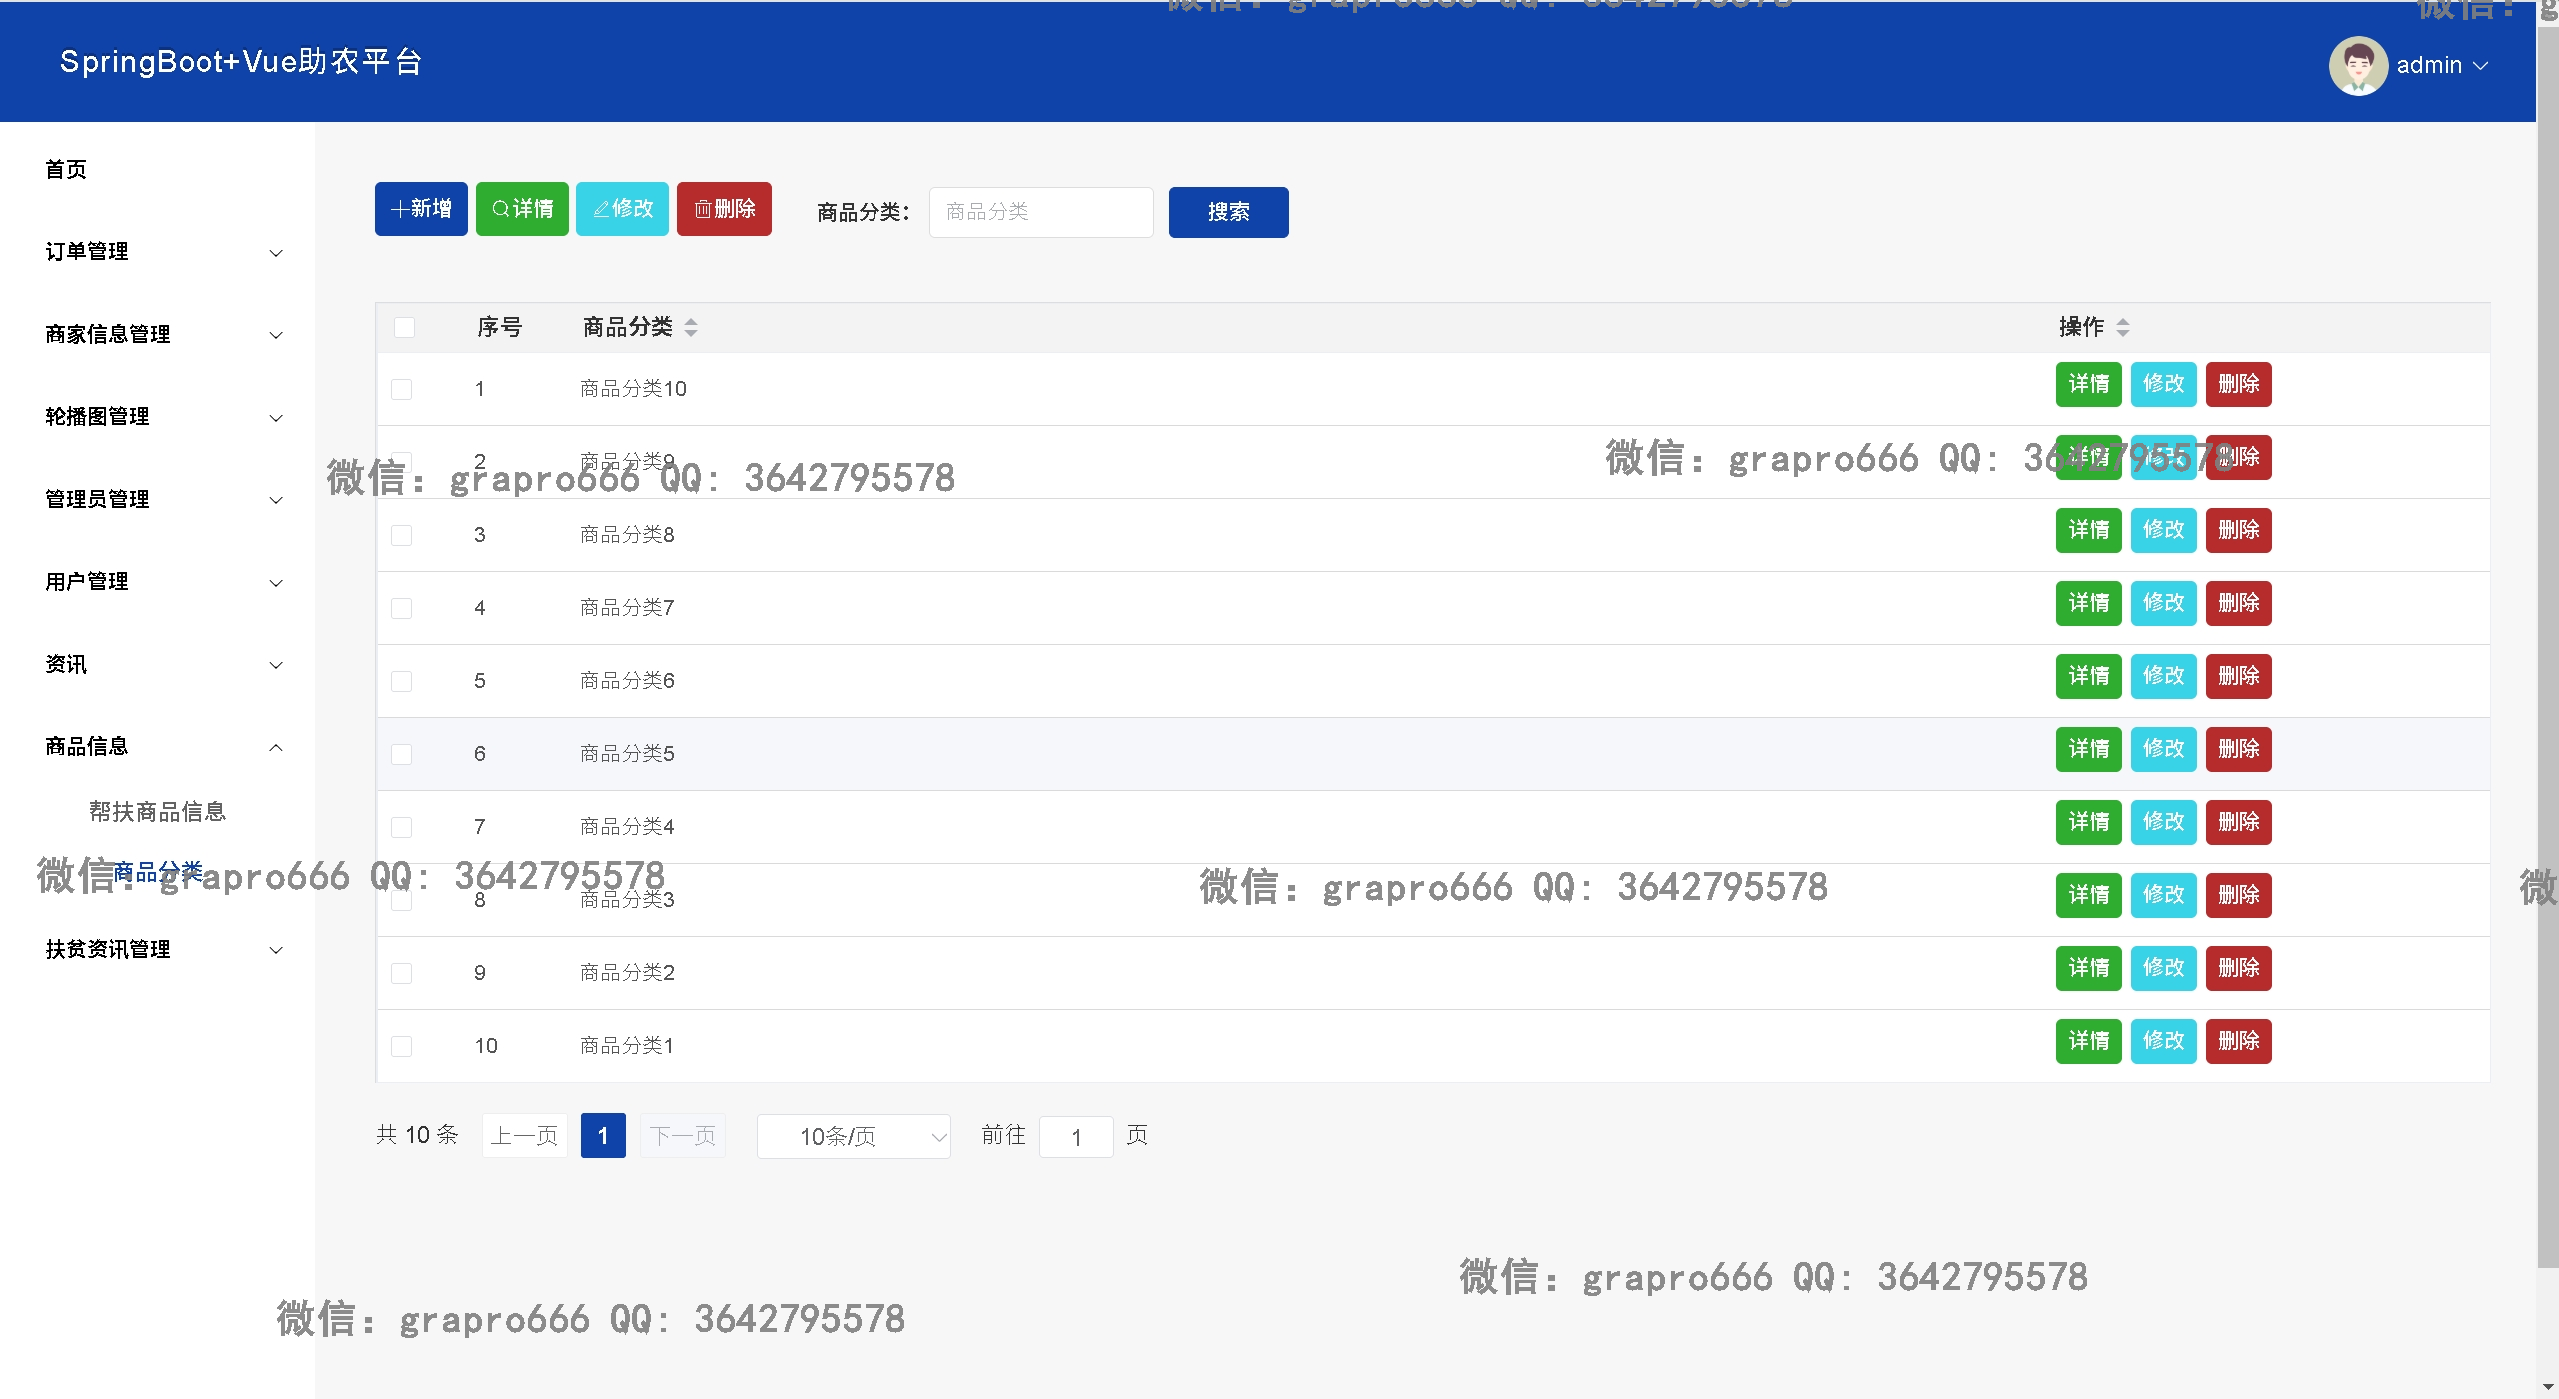 微信: grapro666 QQ: 3642795578
SpringBoot+Vue助农平台
admin
首页
订单管理
商家信息管理
轮播图管理
管理员管理
用户管理
资讯
商品信息
帮扶商品信息
商品分类
扶贫资讯管理
新增 详情 修改 删除 商品分类： 商品分类 搜索
序号 商品分类 操作
1 商品分类10 详情 修改 删除
2 商品分类9 详情 修改 删除
微信: grapro666 QQ: 3642795578
微信: grapro666 QQ: 3642795578
3 商品分类8 详情 修改 删除
4 商品分类7 详情 修改 删除
5 商品分类6 详情 修改 删除
6 商品分类5 详情 修改 删除
7 商品分类4 详情 修改 删除
微信: grapro666 QQ: 3642795578
微信: grapro666 QQ: 3642795578
8 商品分类3 详情 修改 删除
9 商品分类2 详情 修改 删除
10 商品分类1 详情 修改 删除
共 10 条 上一页 1 下一页 10条/页 前往 1 页
微信: grapro666 QQ: 3642795578
微信: grapro666 QQ: 3642795578